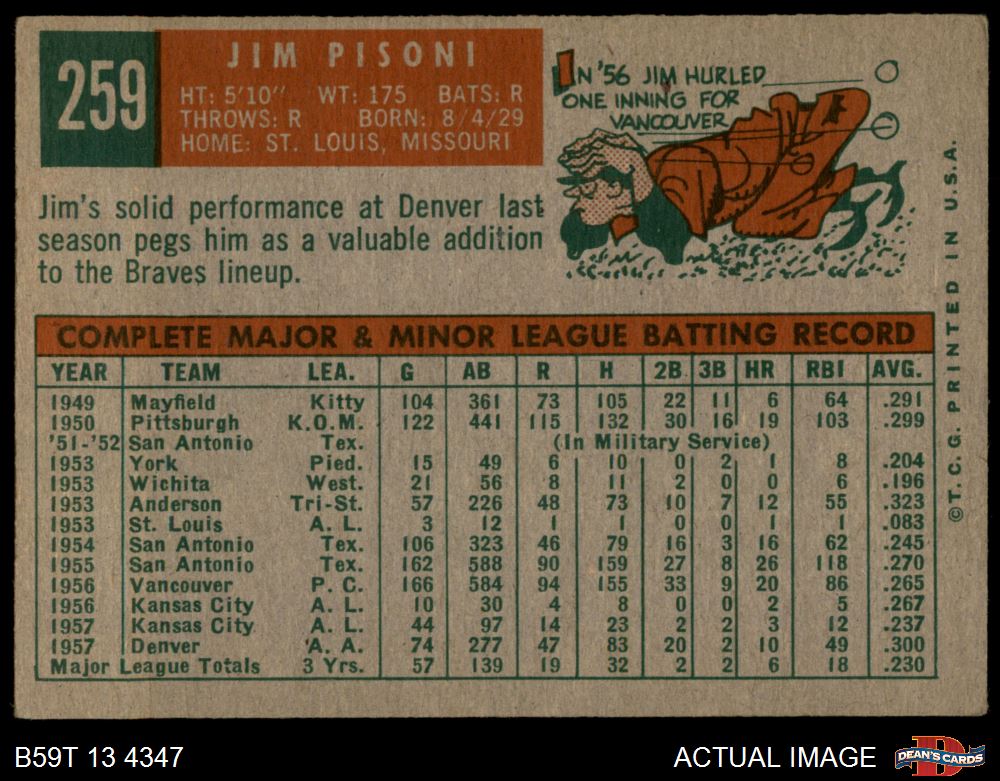 259
JIM PISONI
HT: 5'10" WT: 175 BATS: R
THROWS: R BORN: 8/4/29
HOME: ST. LOUIS, MISSOURI
IN '56 JIM HURLED
ONE INNING FOR
VANCOUVER
Jim's solid performance at Denver last
season pegs him as a valuable addition
to the Braves lineup.
COMPLETE MAJOR & MINOR LEAGUE BATTING RECORD
YEAR TEAM LEA. G AB R H 2B 3B HR RBI AVG.
1949 Mayfield Kitty 104 361 73 105 22 11 6 64 .291
1950 Pittsburgh K.O.M. 122 441 115 132 30 16 19 103 .299
'51-'52 San Antonio Tex. (In Military Service)
1953 York Pied. 15 49 6 10 0 2 1 8 .204
1953 Wichita West. 21 56 8 11 2 0 0 6 .196
1953 Anderson Tri-St. 57 226 48 73 10 7 12 55 .323
1953 St. Louis A. L. 3 12 1 1 0 0 1 1 .083
1954 San Antonio Tex. 106 323 46 79 16 3 16 62 .245
1955 San Antonio Tex. 162 588 90 159 27 8 26 118 .270
1956 Vancouver P. C. 166 584 94 155 33 9 20 86 .265
1956 Kansas City A. L. 10 30 4 8 0 0 2 5 .267
1957 Kansas City A. L. 44 97 14 23 2 2 3 12 .237
1957 Denver A. A. 74 277 47 83 20 2 10 49 .300
Major League Totals 3 Yrs. 57 139 19 32 2 2 6 18 .230
©T. C. G. PRINTED IN U.S.A.
B59T 13 4347
ACTUAL IMAGE
D
DEAN'S CARDS